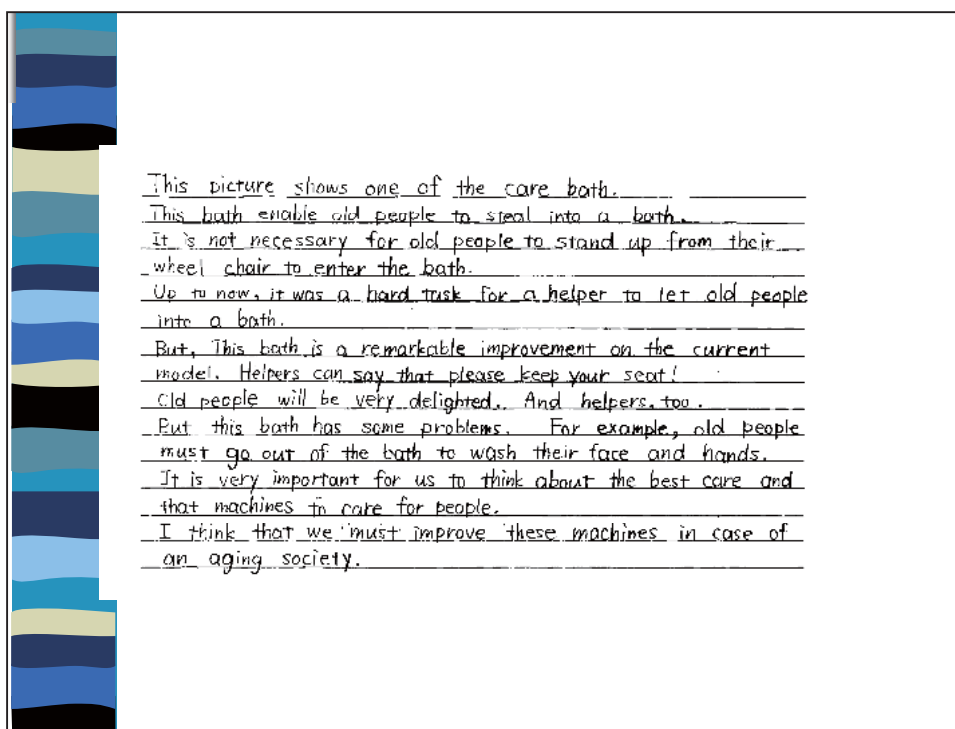 This picture shows one of the care bath.
This bath enable old people to steal into a bath.
It is not necessary for old people to stand up from their
wheel chair to enter the bath.
Up to now, it was a hard task for a helper to let old people
into a bath.
But, This bath is a remarkable improvement on the current
model. Helpers can say that please keep your seat!
Old people will be very delighted. And helpers, too.
But this bath has some problems. For example, old people
must go out of the bath to wash their face and hands.
It is very important for us to think about the best care and
that machines to care for people.
I think that we must improve these machines in case of
an aging society.